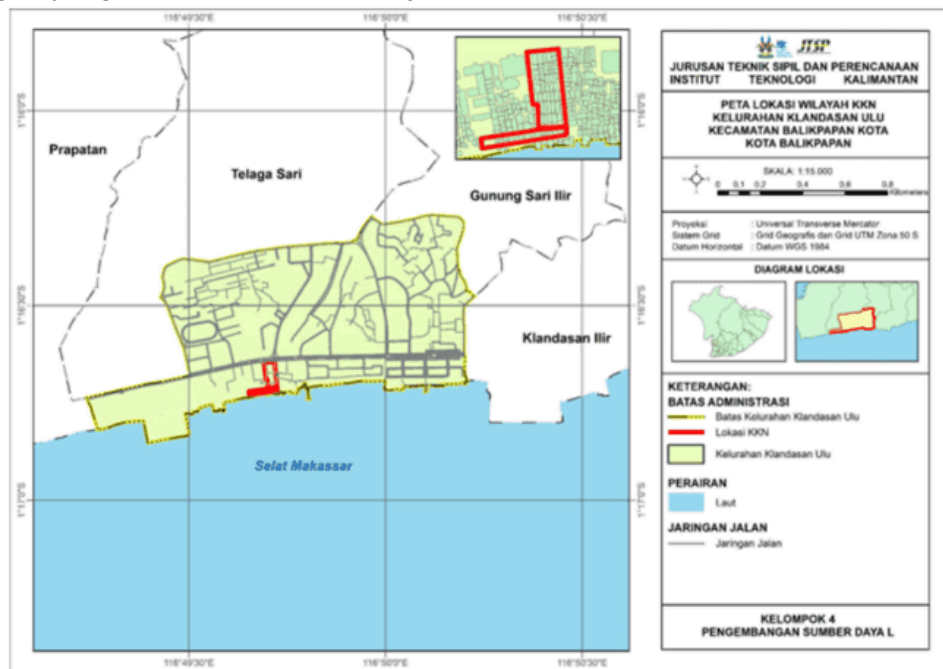 116°49'30"E
116°50'0"E
116°50'30"E
1°16'0"S
1°16'0"S
Prapatan
Telaga Sari
Gunung Sari Ilir
1°16'30"S
1°16'30"S
Klandasan Ilir
Selat Makassar
1°17'0"S
1°17'0"S
116°49'30"E
116°50'0"E
116°50'30"E
JTSP
JURUSAN TEKNIK SIPIL DAN PERENCANAAN
INSTITUT TEKNOLOGI KALIMANTAN
PETA LOKASI WILAYAH KKN
KELURAHAN KLANDASAN ULU
KECAMATAN BALIKPAPAN KOTA
KOTA BALIKPAPAN
SKALA: 1:15.000
0 0,1 0,2 0,4 0,6 0,8
Kilometers
Proyeksi : Universal Transverse Mercator
Sistem Grid : Grid Geografis dan Grid UTM Zona 50 S
Datum Horizontal : Datum WGS 1984
DIAGRAM LOKASI
KETERANGAN:
BATAS ADMINISTRASI
Batas Kelurahan Klandasan Ulu
Lokasi KKN
Kelurahan Klandasan Ulu
PERAIRAN
Laut
JARINGAN JALAN
Jaringan Jalan
KELOMPOK 4
PENGEMBANGAN SUMBER DAYA L